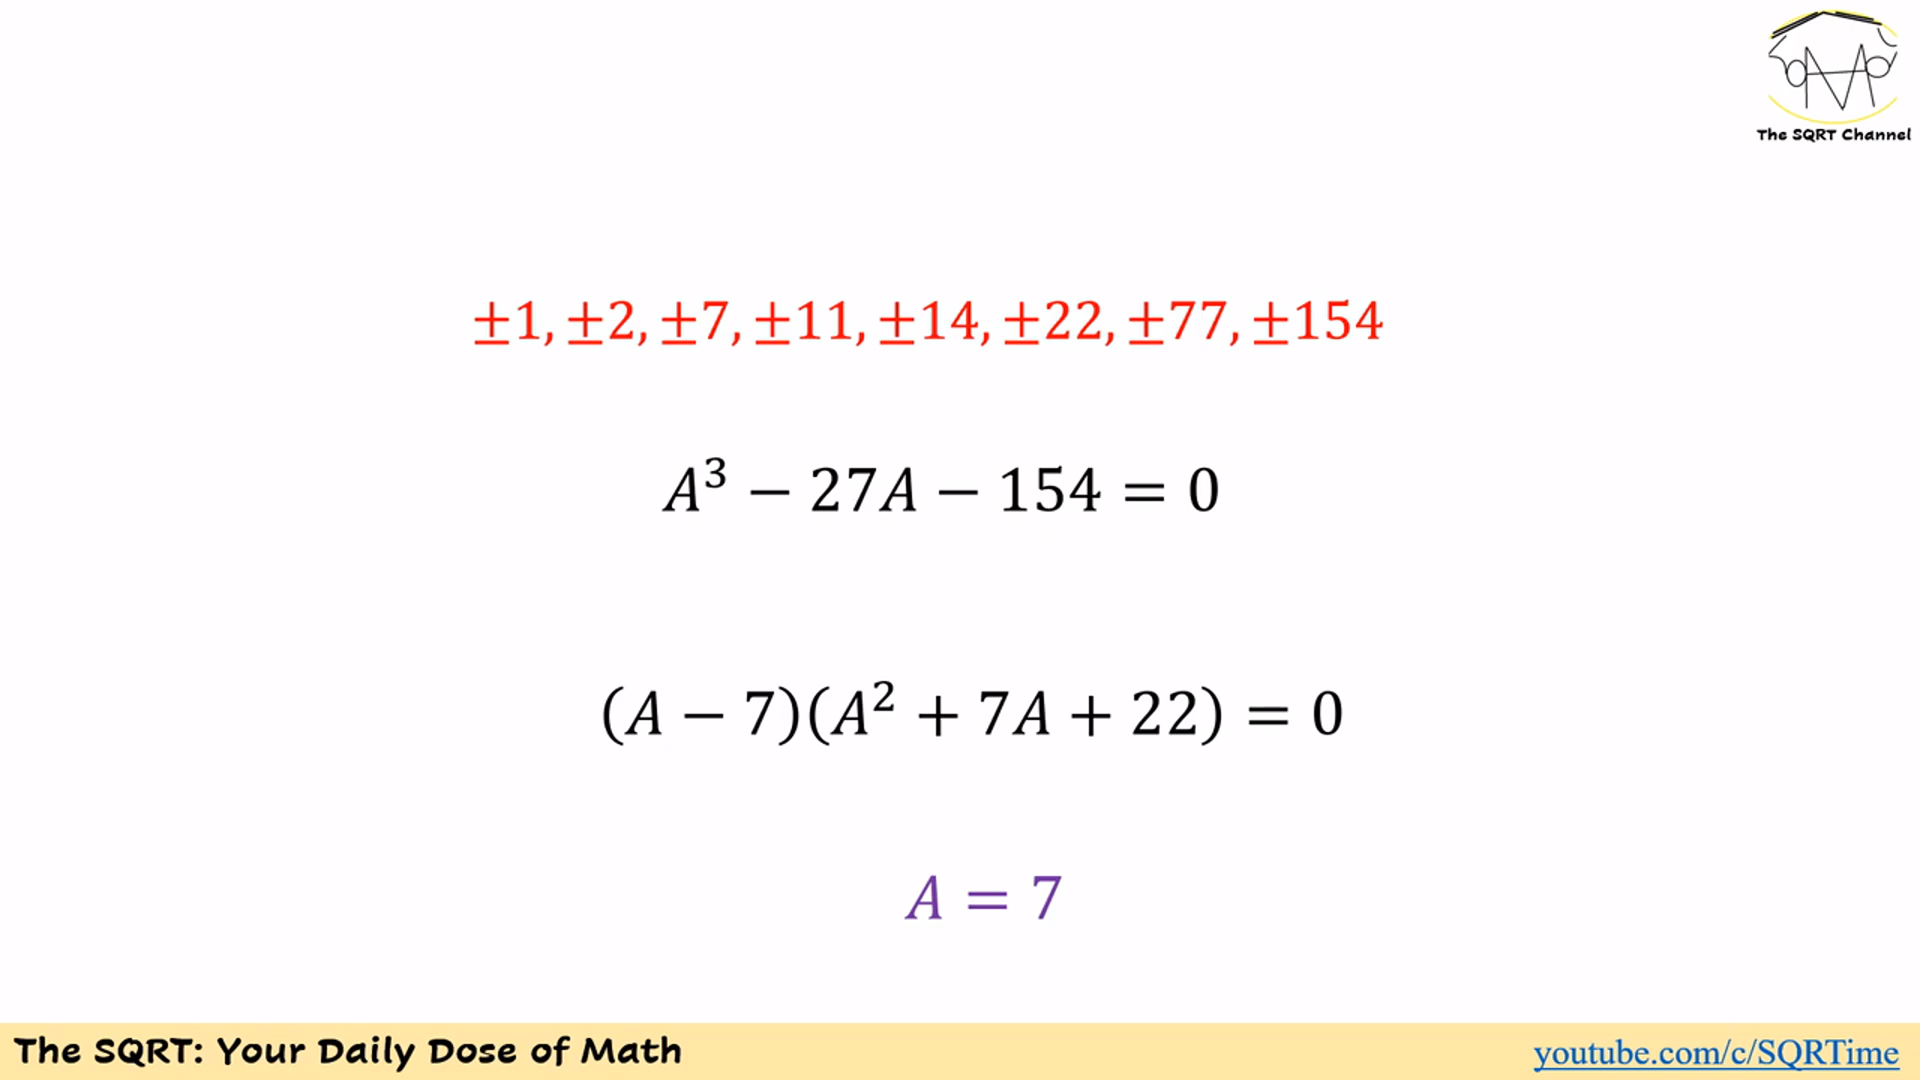 The SQRT Channel
±1, ±2, ±7, ±11, ±14, ±22, ±77, ±154
A³ − 27A − 154 = 0
(A − 7)(A² + 7A + 22) = 0
A = 7
The SQRT: Your Daily Dose of Math
youtube.com/c/SQRTime